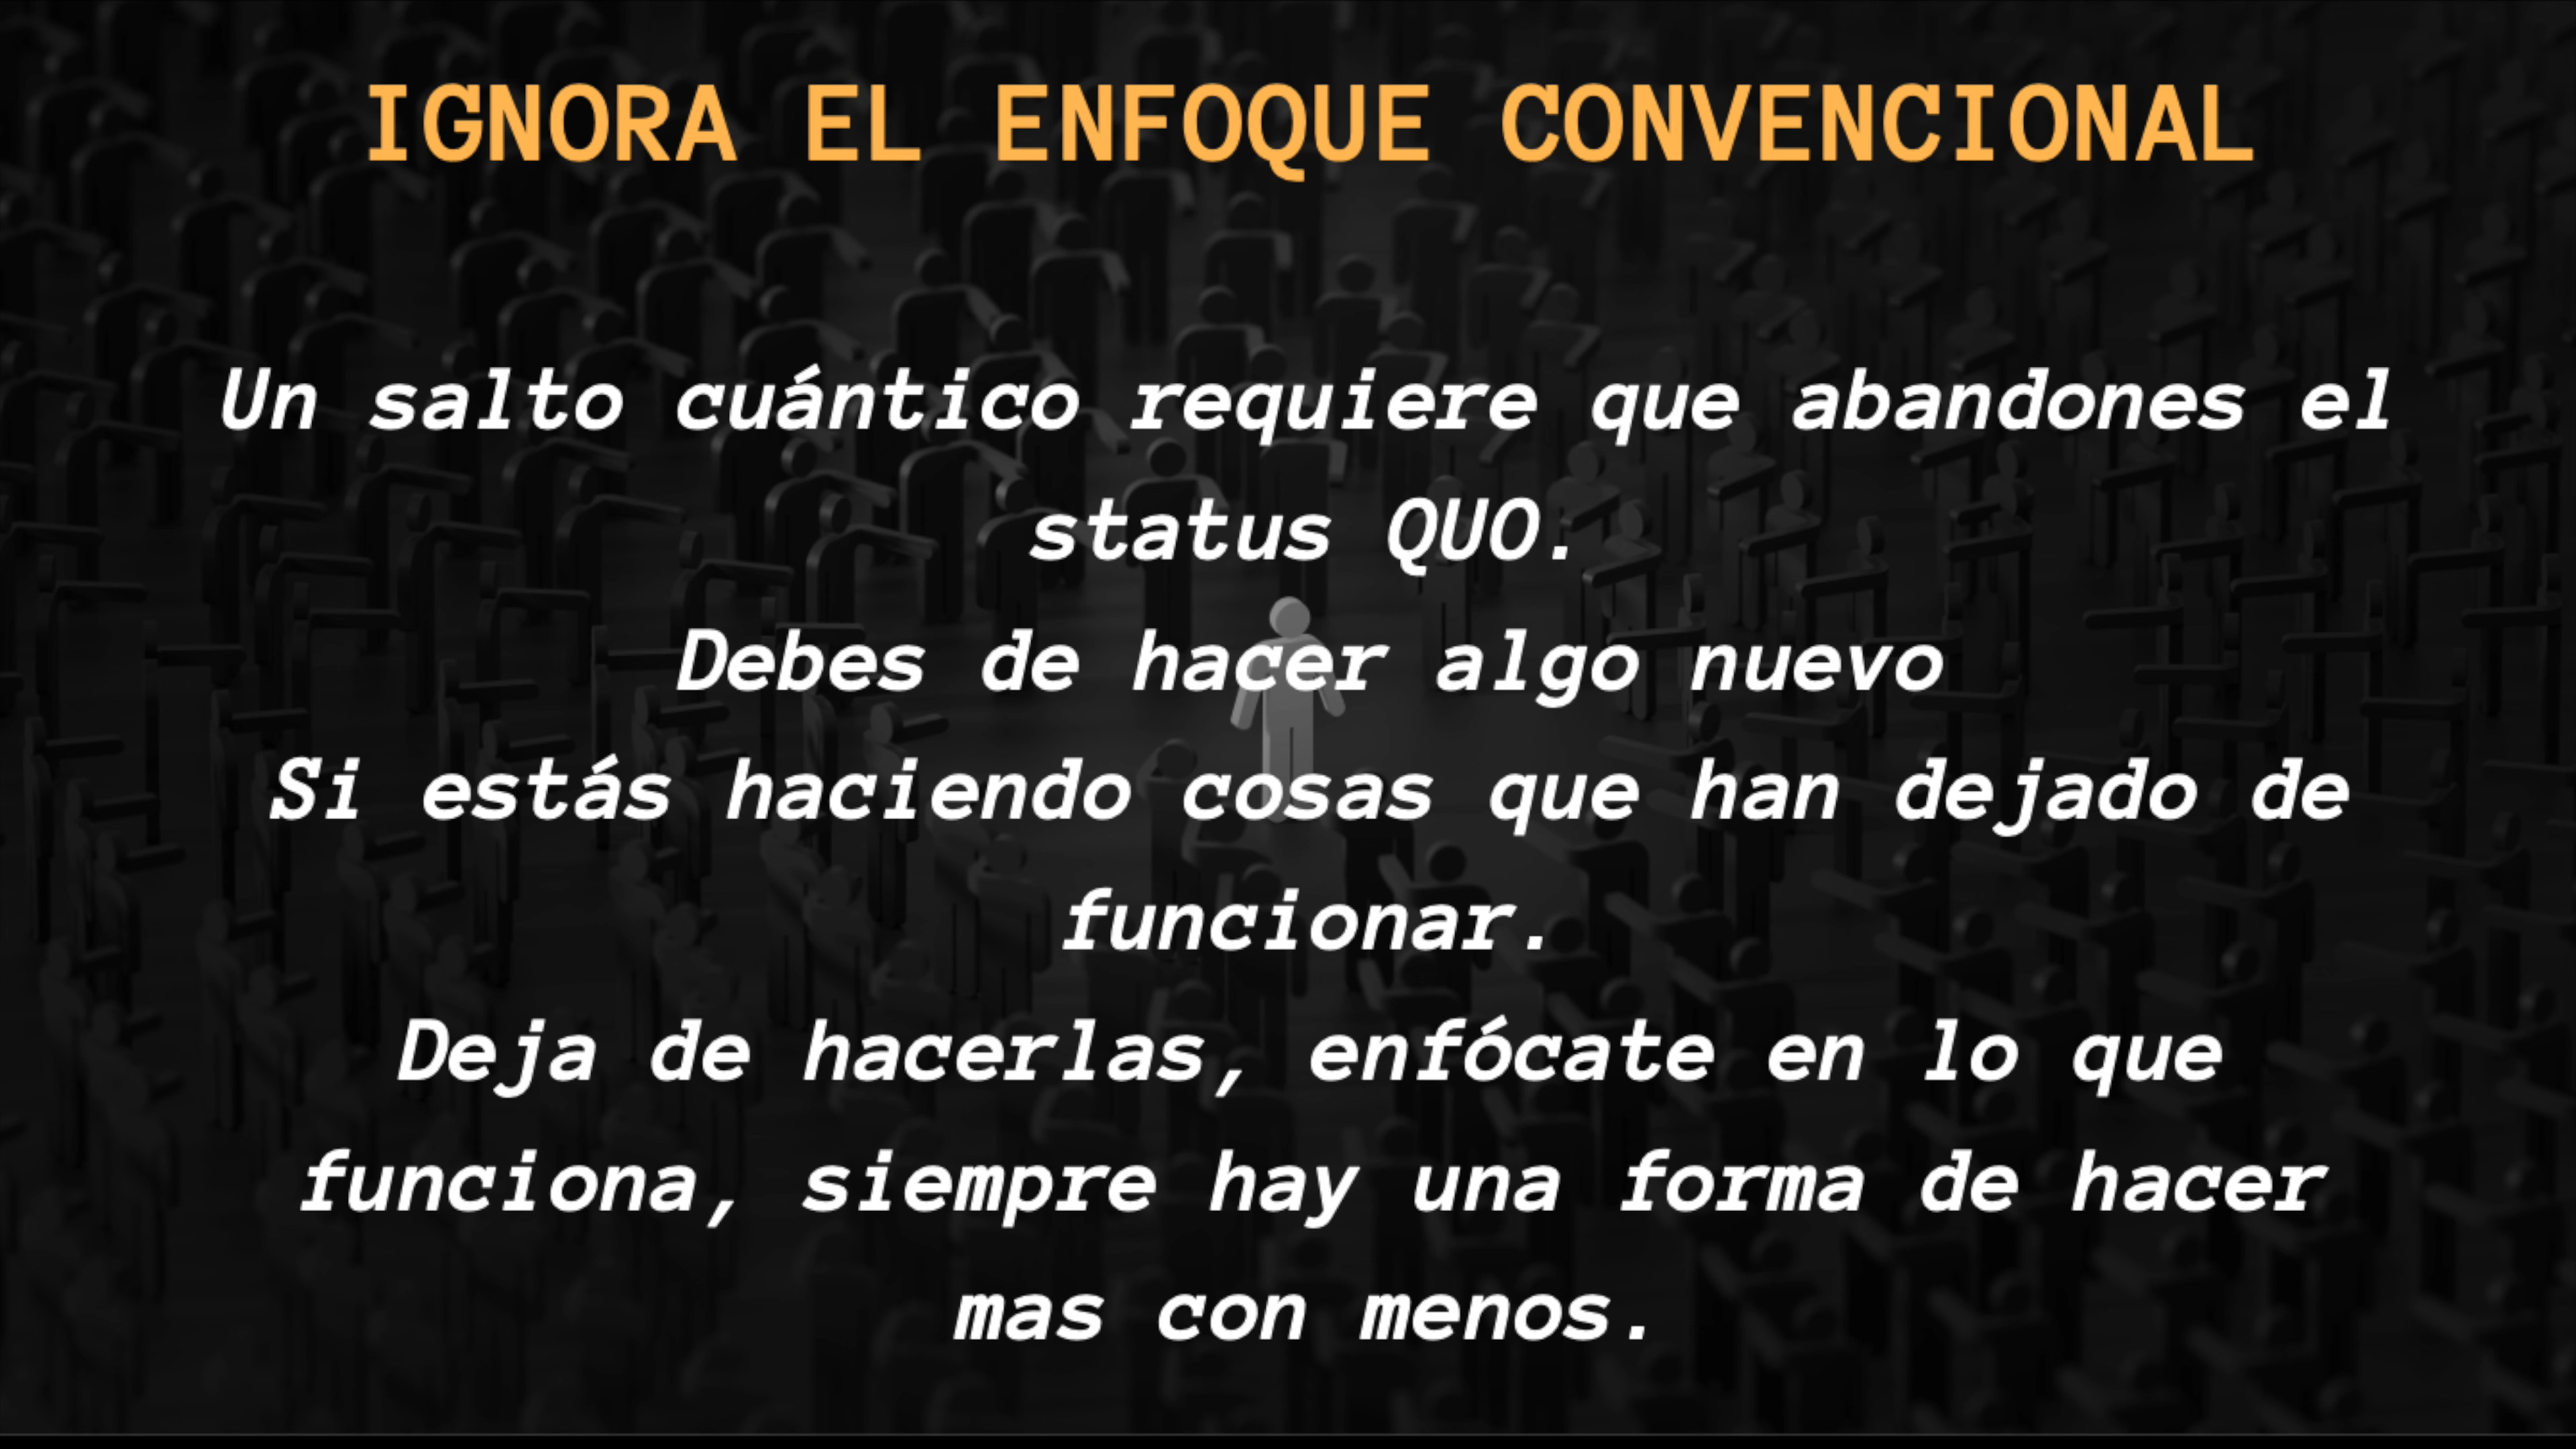 IGNORA EL ENFOQUE CONVENCIONAL
Un salto cuántico requiere que abandones el
status QUO.
Debes de hacer algo nuevo
Si estás haciendo cosas que han dejado de
funcionar.
Deja de hacerlas, enfócate en lo que
funciona, siempre hay una forma de hacer
mas con menos.